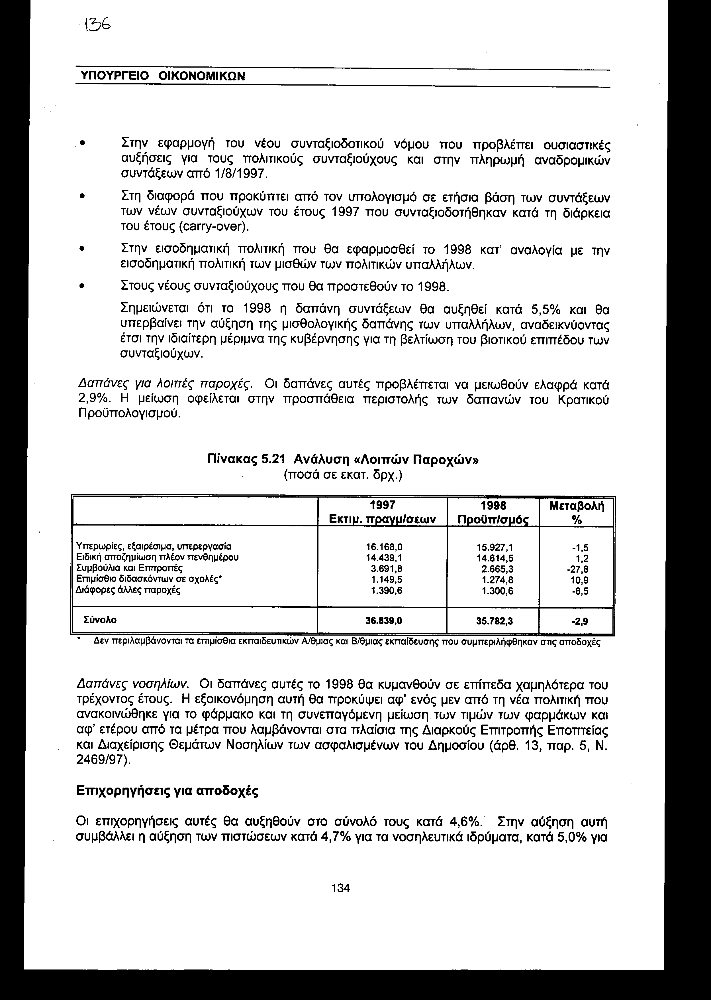 136
ΥΠΟΥΡΓΕΙΟ ΟΙΚΟΝΟΜΙΚΩΝ
• Στην εφαρμογή του νέου συνταξιοδοτικού νόμου που προβλέπει ουσιαστικές
αυξήσεις για τους πολιτικούς συνταξιούχους και στην πληρωμή αναδρομικών
συντάξεων από 1/8/1997.
• Στη διαφορά που προκύπτει από τον υπολογισμό σε ετήσια βάση των συντάξεων
των νέων συνταξιούχων του έτους 1997 που συνταξιοδοτήθηκαν κατά τη διάρκεια
του έτους (carry-over).
• Στην εισοδηματική πολιτική που θα εφαρμοσθεί το 1998 κατ’ αναλογία με την
εισοδηματική πολιτική των μισθών των πολιτικών υπαλλήλων.
• Στους νέους συνταξιούχους που θα προστεθούν το 1998.
Σημειώνεται ότι το 1998 η δαπάνη συντάξεων θα αυξηθεί κατά 5,5% και θα
υπερβαίνει την αύξηση της μισθολογικής δαπάνης των υπαλλήλων, αναδεικνύοντας
έτσι την ιδιαίτερη μέριμνα της κυβέρνησης για τη βελτίωση του βιοτικού επιπέδου των
συνταξιούχων.
Δαπάνες για λοιπές παροχές. Οι δαπάνες αυτές προβλέπεται να μειωθούν ελαφρά κατά
2,9%. Η μείωση οφείλεται στην προσπάθεια περιστολής των δαπανών του Κρατικού
Προϋπολογισμού.
Πίνακας 5.21 Ανάλυση «Λοιπών Παροχών»
(ποσά σε εκατ. δρχ.)
1997 1998 Μεταβολή
Εκτιμ. πραγμ/σεων Προϋπ/σμός %
Υπερωρίες, εξαιρέσιμα, υπερεργασία 16.168,0 15.927,1 -1,5
Ειδική αποζημίωση πλέον πενθημέρου 14.439,1 14.614,5 1,2
Συμβούλια και Επιτροπές 3.691,8 2.665,3 -27,8
Επιμίσθιο διδασκόντων σε σχολές* 1.149,5 1.274,8 10,9
Διάφορες άλλες παροχές 1.390,6 1.300,6 -6,5
Σύνολο 36.839,0 35.782,3 -2,9
* Δεν περιλαμβάνονται τα επιμίσθια εκπαιδευτικών Α/θμιας και Β/θμιας εκπαίδευσης που συμπεριλήφθηκαν στις αποδοχές
Δαπάνες νοσηλίων. Οι δαπάνες αυτές το 1998 θα κυμανθούν σε επίπεδα χαμηλότερα του
τρέχοντος έτους. Η εξοικονόμηση αυτή θα προκύψει αφ’ ενός μεν από τη νέα πολιτική που
ανακοινώθηκε για το φάρμακο και τη συνεπαγόμενη μείωση των τιμών των φαρμάκων και
αφ’ ετέρου από τα μέτρα που λαμβάνονται στα πλαίσια της Διαρκούς Επιτροπής Εποπτείας
και Διαχείρισης Θεμάτων Νοσηλίων των ασφαλισμένων του Δημοσίου (άρθ. 13, παρ. 5, Ν.
2469/97).
Επιχορηγήσεις για αποδοχές
Οι επιχορηγήσεις αυτές θα αυξηθούν στο σύνολό τους κατά 4,6%. Στην αύξηση αυτή
συμβάλλει η αύξηση των πιστώσεων κατά 4,7% για τα νοσηλευτικά ιδρύματα, κατά 5,0% για
134